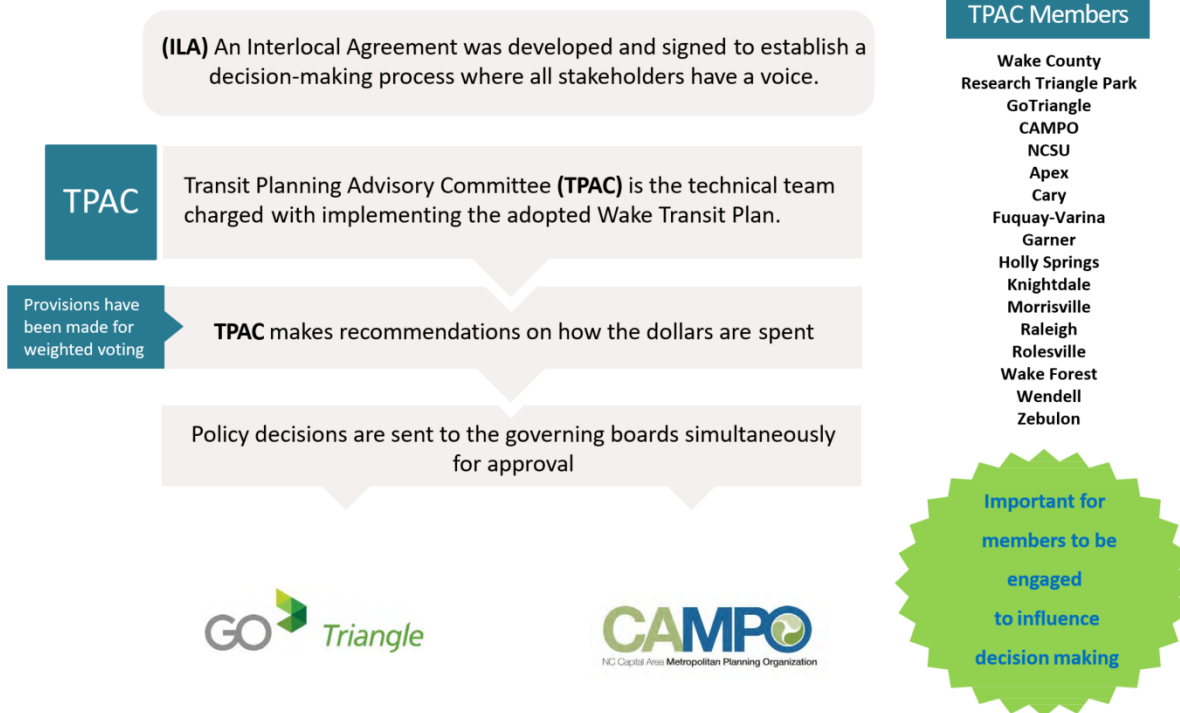 (ILA) An Interlocal Agreement was developed and signed to establish a
decision-making process where all stakeholders have a voice.
TPAC
Transit Planning Advisory Committee (TPAC) is the technical team
charged with implementing the adopted Wake Transit Plan.
Provisions have
been made for
weighted voting
TPAC makes recommendations on how the dollars are spent
Policy decisions are sent to the governing boards simultaneously
for approval
GO Triangle
CAMPO
NC Capital Area Metropolitan Planning Organization
TPAC Members
Wake County
Research Triangle Park
GoTriangle
CAMPO
NCSU
Apex
Cary
Fuquay-Varina
Garner
Holly Springs
Knightdale
Morrisville
Raleigh
Rolesville
Wake Forest
Wendell
Zebulon
Important for
members to be
engaged
to influence
decision making